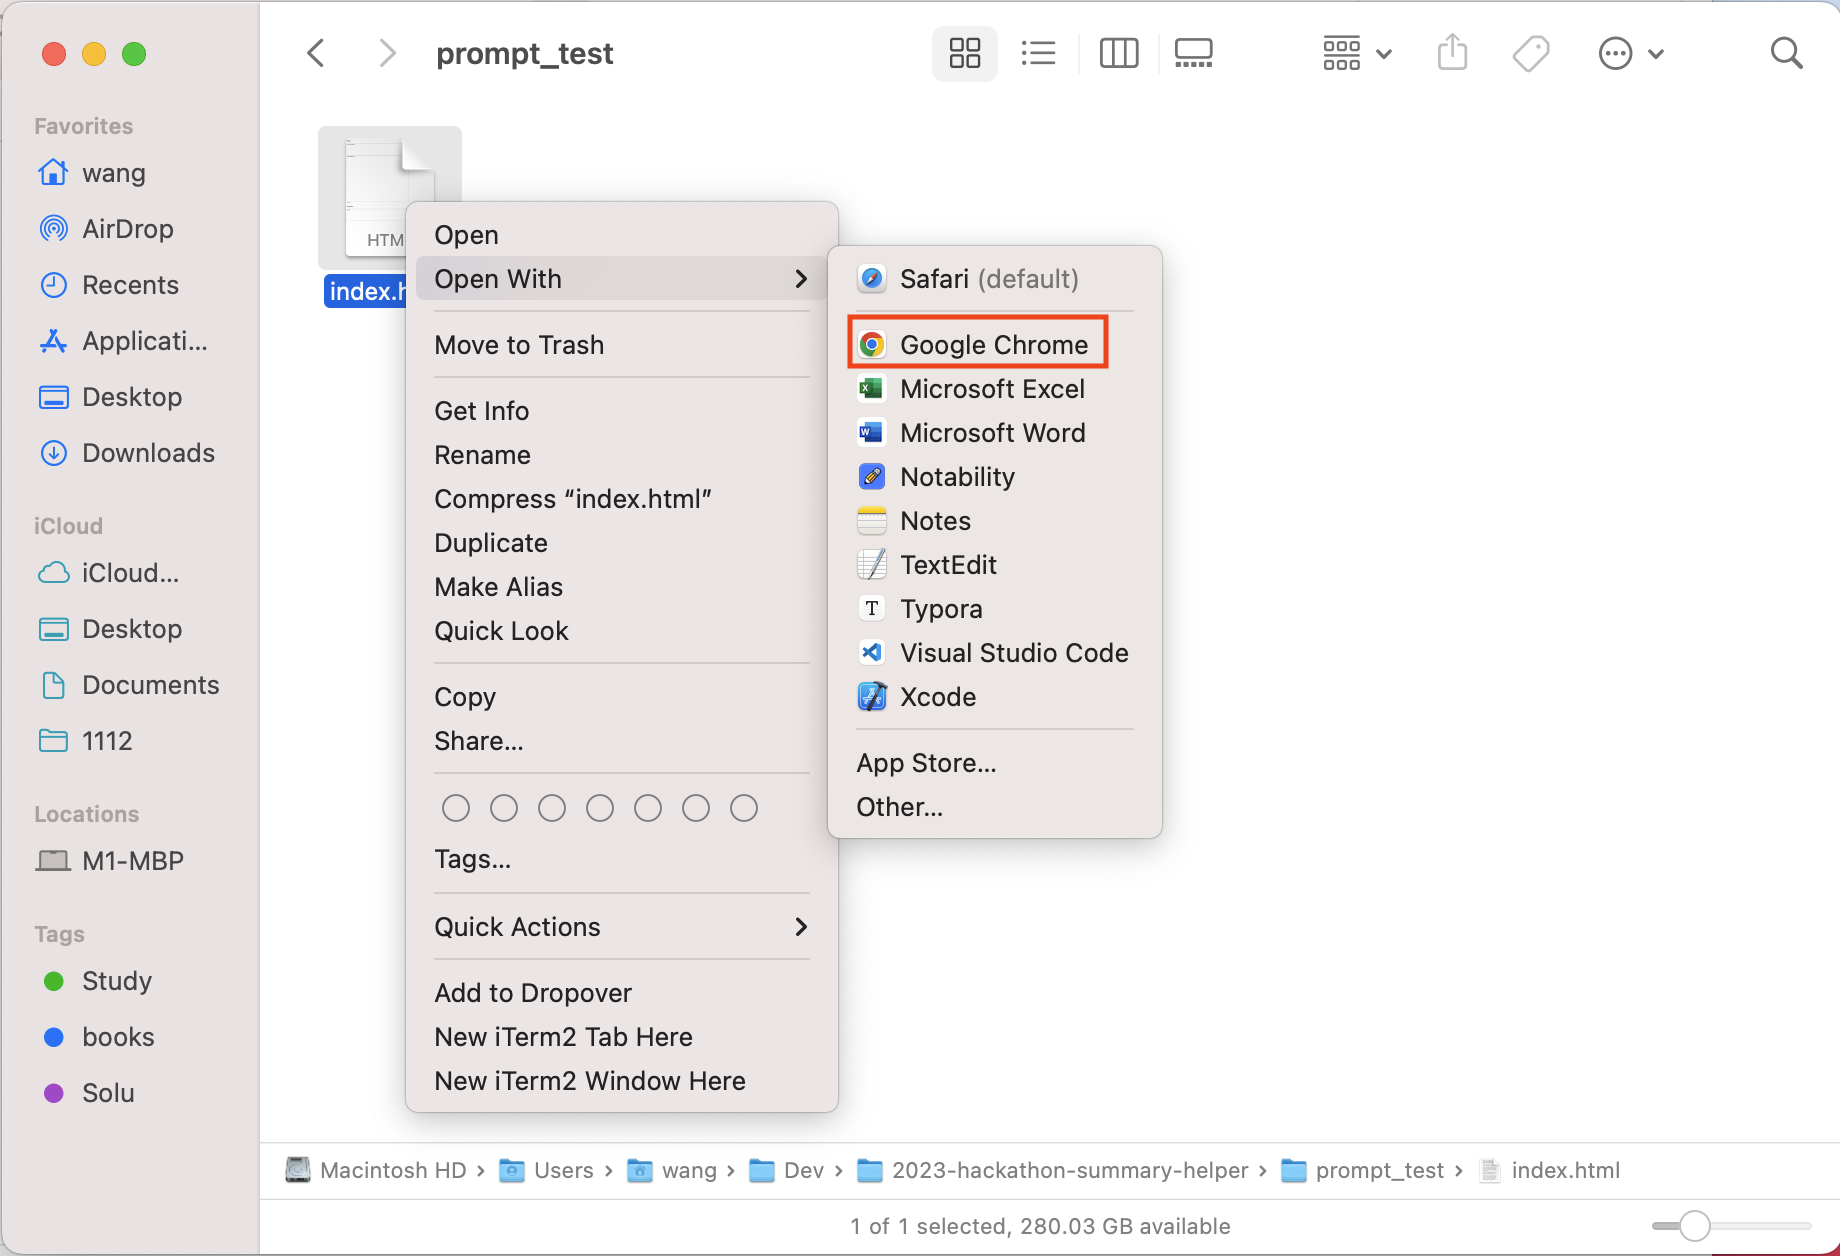 prompt_test
Favorites
wang
AirDrop
Recents
Applicati...
Desktop
Downloads
iCloud
iCloud...
Desktop
Documents
1112
Locations
M1-MBP
Tags
Study
books
Solu
HTM
index.h
Open
Open With
Move to Trash
Get Info
Rename
Compress “index.html”
Duplicate
Make Alias
Quick Look
Copy
Share...
Tags...
Quick Actions
Add to Dropover
New iTerm2 Tab Here
New iTerm2 Window Here
Safari (default)
Google Chrome
Microsoft Excel
Microsoft Word
Notability
Notes
TextEdit
Typora
Visual Studio Code
Xcode
App Store...
Other...
Macintosh HD › Users › wang › Dev › 2023-hackathon-summary-helper › prompt_test › index.html
1 of 1 selected, 280.03 GB available